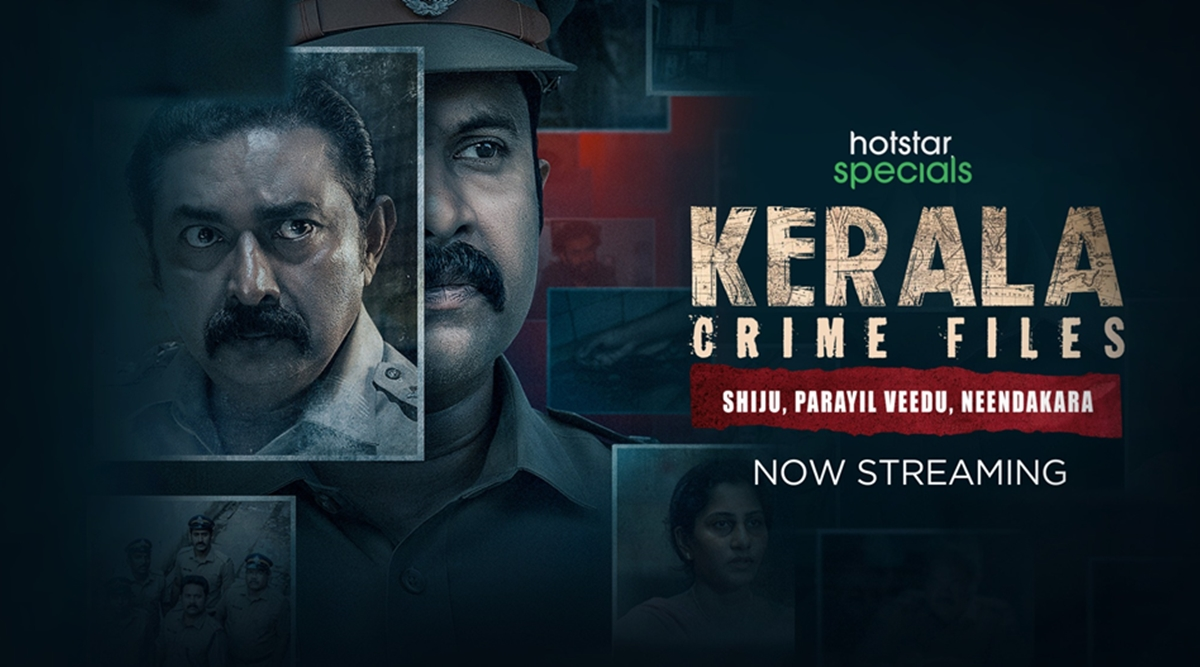 hotstar
specials
KERALA
CRIME FILES
SHIJU, PARAYIL VEEDU, NEENDAKARA
NOW STREAMING